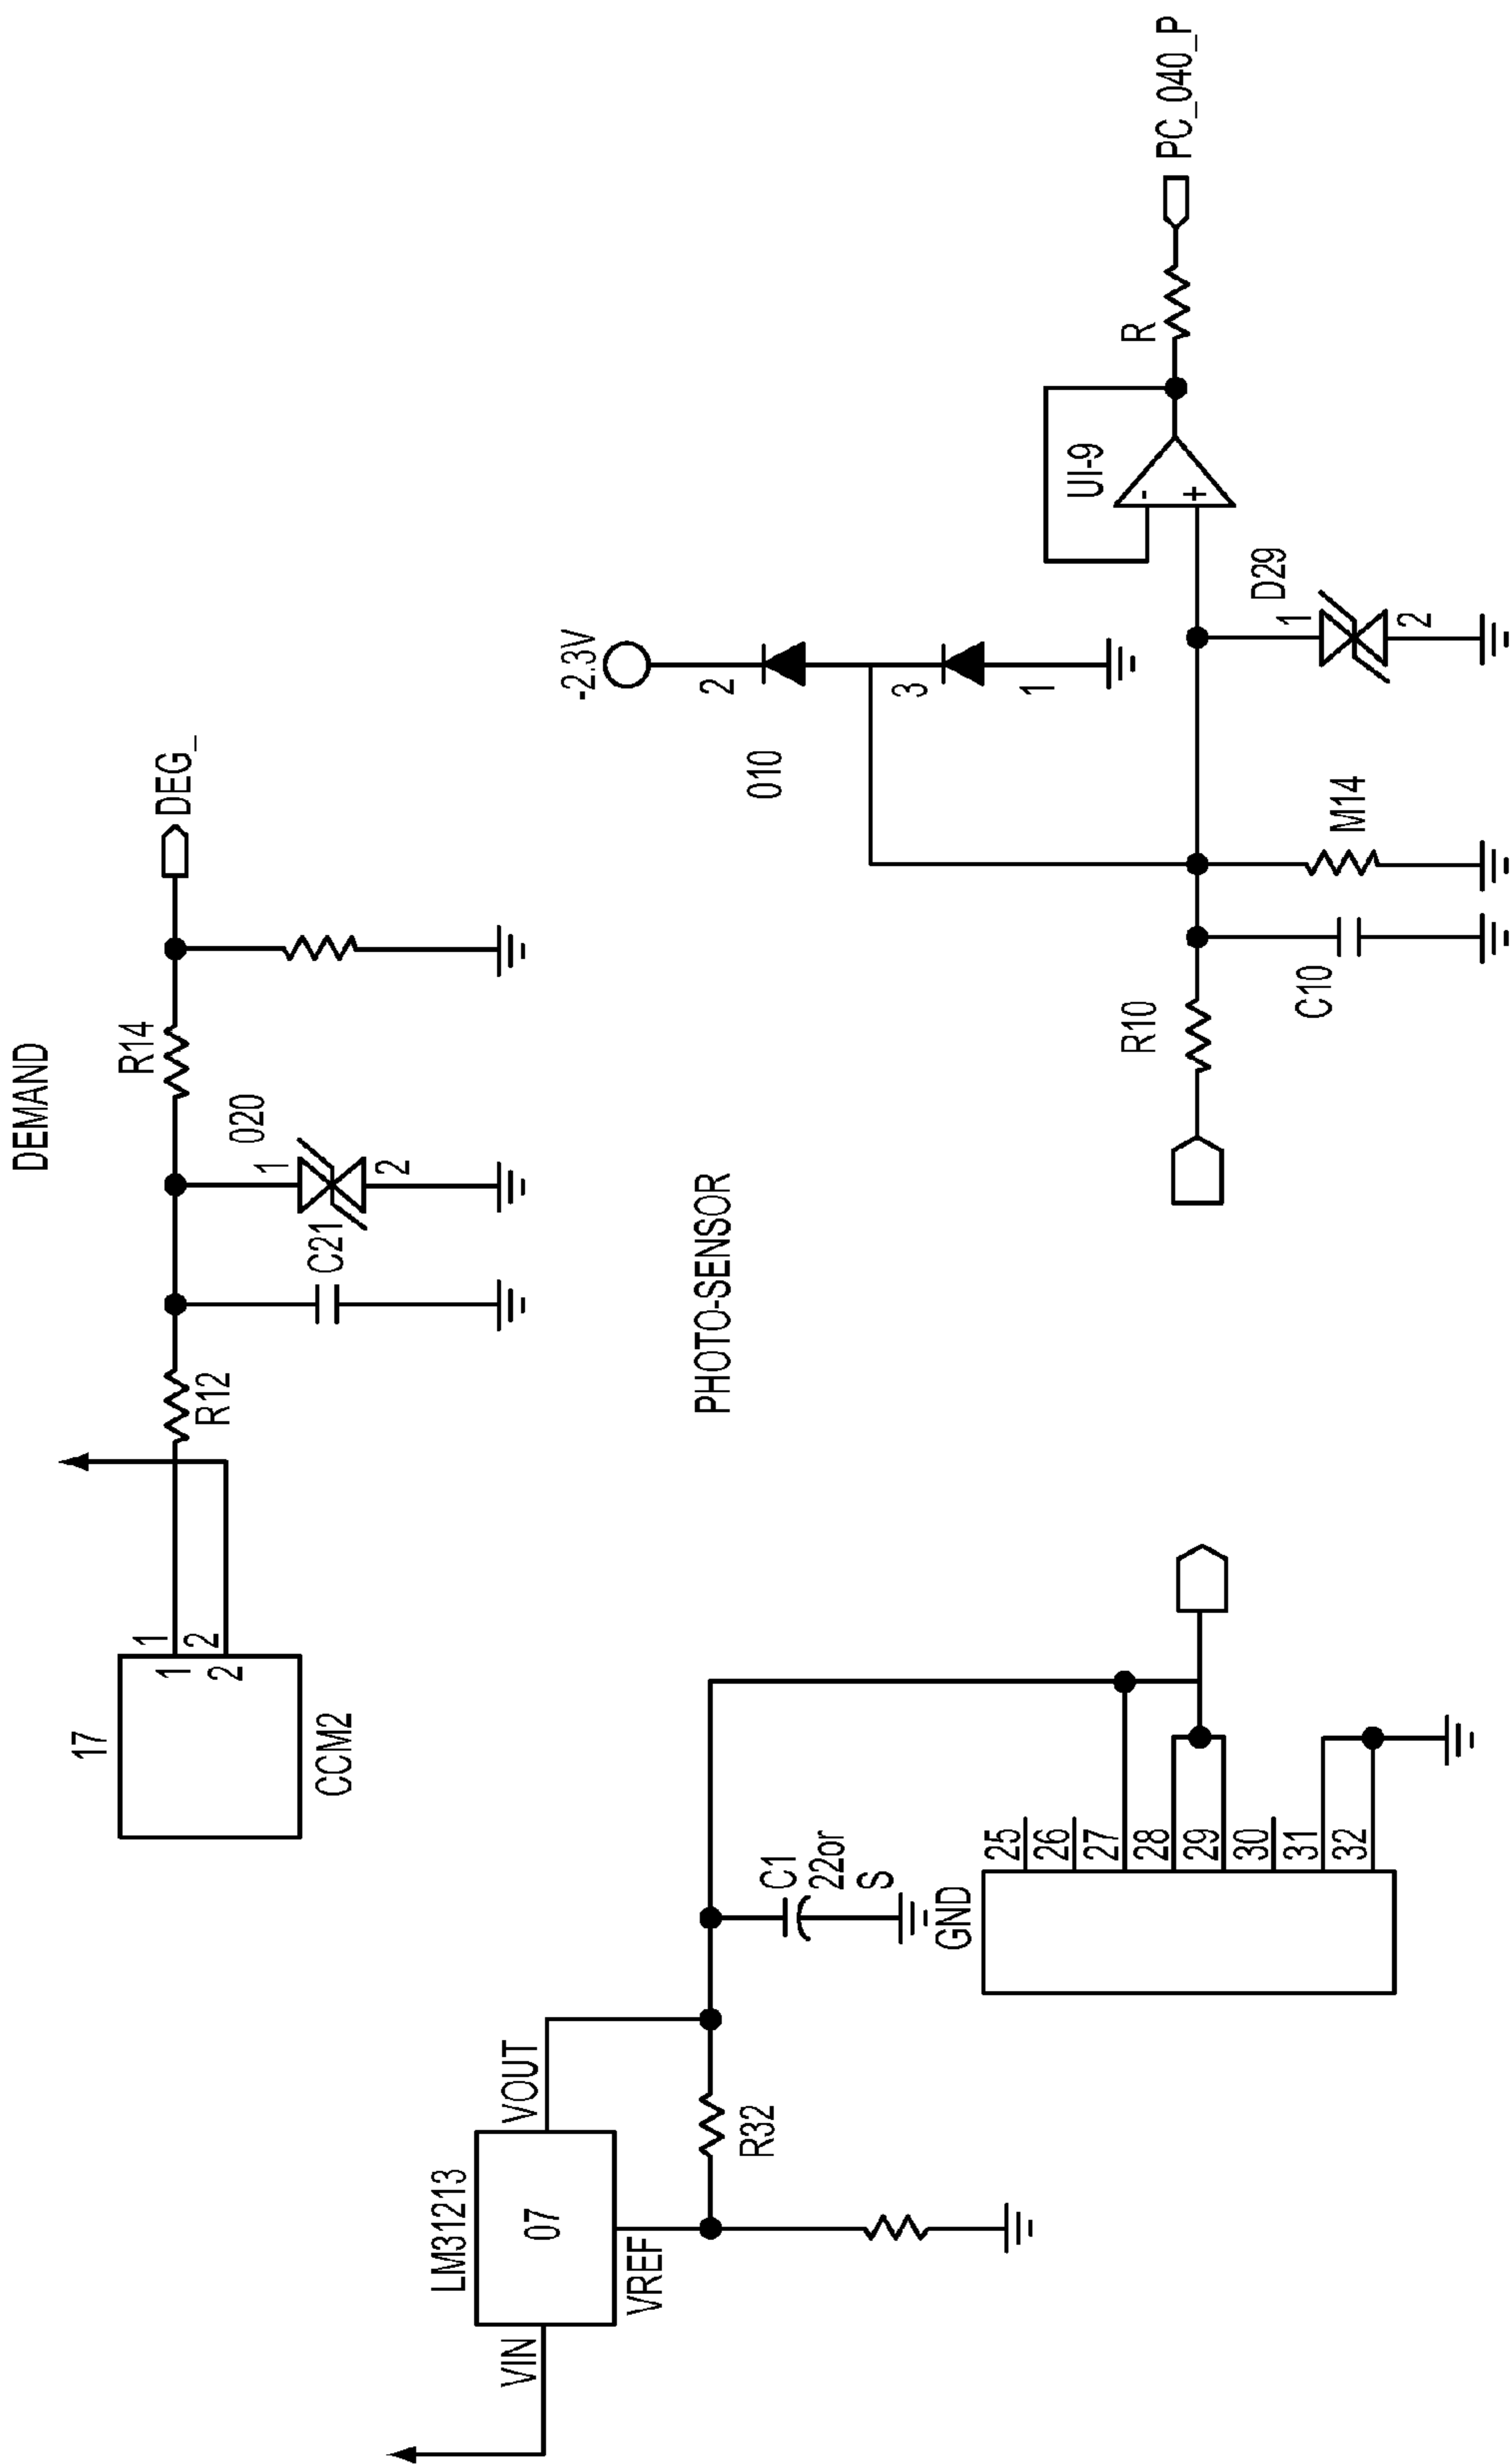 DEMAND
17
1
1
2
2
CCM2
R12
C21
1
020
2
R14
DEG_
PHOTO-SENSOR
LM31213
07
VIN
VOUT
VREF
R32
C1
22or
S
GND
25
26
27
28
29
30
31
32
R10
C10
M14
010
-2.3V
2
3
1
D29
1
2
UI-9
-
+
R
PC_040_P